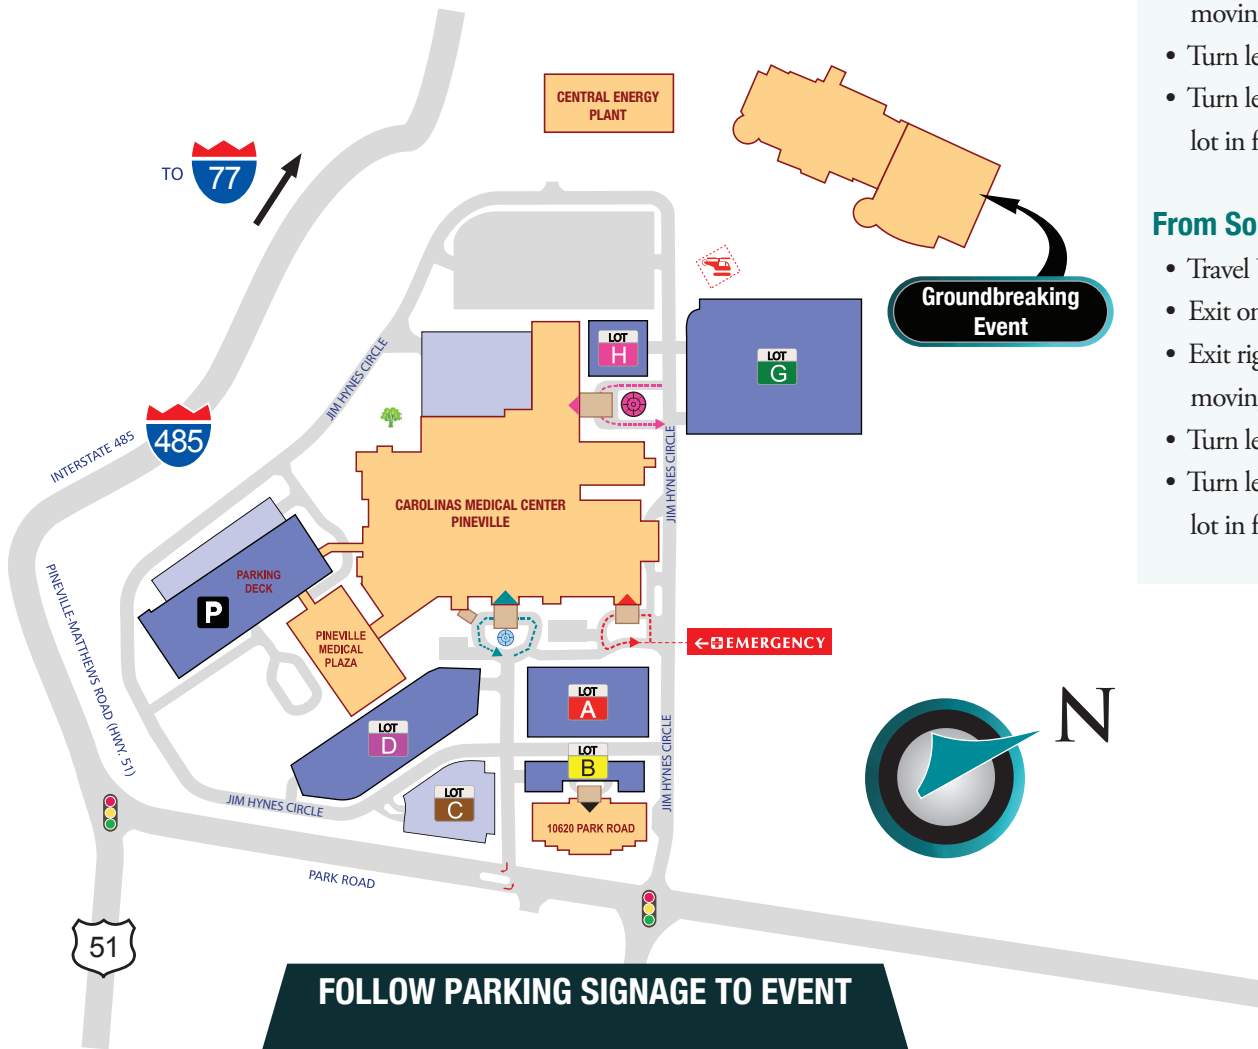 movin
• Turn le
• Turn le
lot in f
CENTRAL ENERGY
PLANT
TO
77
From So
• Travel
• Exit or
• Exit rig
movin
• Turn le
• Turn le
lot in f
Groundbreaking
Event
LOT
H
LOT
G
JIM HYNES CIRCLE
INTERSTATE 485
485
JIM HYNES CIRCLE
CAROLINAS MEDICAL CENTER
PINEVILLE
PARKING
DECK
P
PINEVILLE-MATTHEWS ROAD (HWY. 51)
PINEVILLE
MEDICAL
PLAZA
EMERGENCY
LOT
A
LOT
D
LOT
B
JIM HYNES CIRCLE
N
LOT
C
JIM HYNES CIRCLE
10620 PARK ROAD
PARK ROAD
51
FOLLOW PARKING SIGNAGE TO EVENT